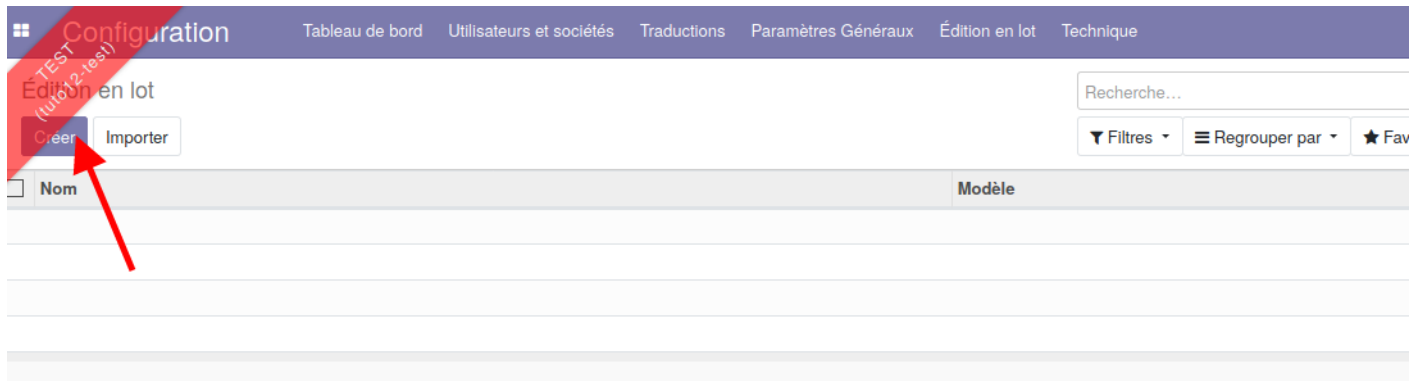 Configuration Tableau de bord Utilisateurs et sociétés Traductions Paramètres Généraux Édition en lot Technique
TEST
(tuto12-test)
Édition en lot
Recherche...
Créer Importer
Filtres Regrouper par Fav
Nom Modèle